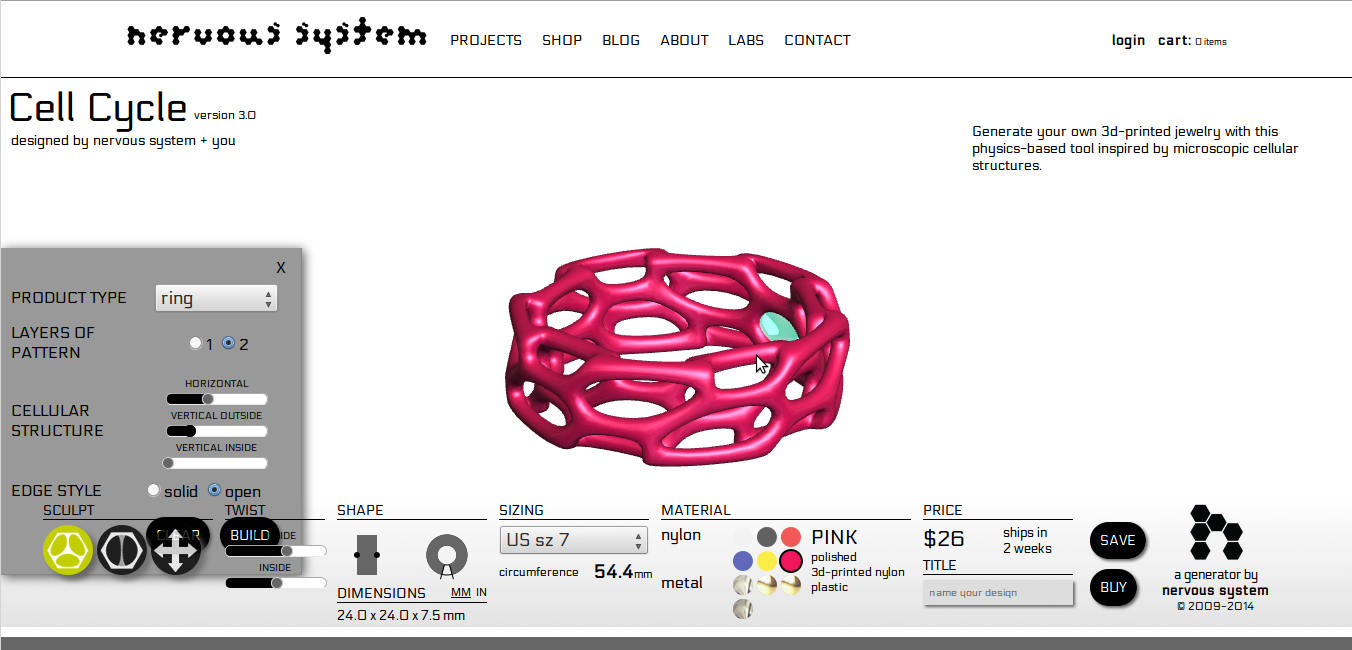 nervous system
PROJECTS SHOP BLOG ABOUT LABS CONTACT
login cart: 0 items
Cell Cycle version 3.0
designed by nervous system + you
Generate your own 3d-printed jewelry with this
physics-based tool inspired by microscopic cellular
structures.
X
PRODUCT TYPE ring
LAYERS OF
PATTERN
1 2
HORIZONTAL
CELLULAR
STRUCTURE
VERTICAL OUTSIDE
VERTICAL INSIDE
EDGE STYLE solid open
SCULPT
CLEAR
BUILD
TWIST
INSIDE
SHAPE
DIMENSIONS MM IN
24.0 x 24.0 x 7.5 mm
SIZING
US sz 7
circumference 54.4mm
MATERIAL
nylon
metal
PINK
polished
3d-printed nylon
plastic
PRICE
$26
ships in
2 weeks
TITLE
name your design
SAVE
BUY
a generator by
nervous system
© 2009-2014